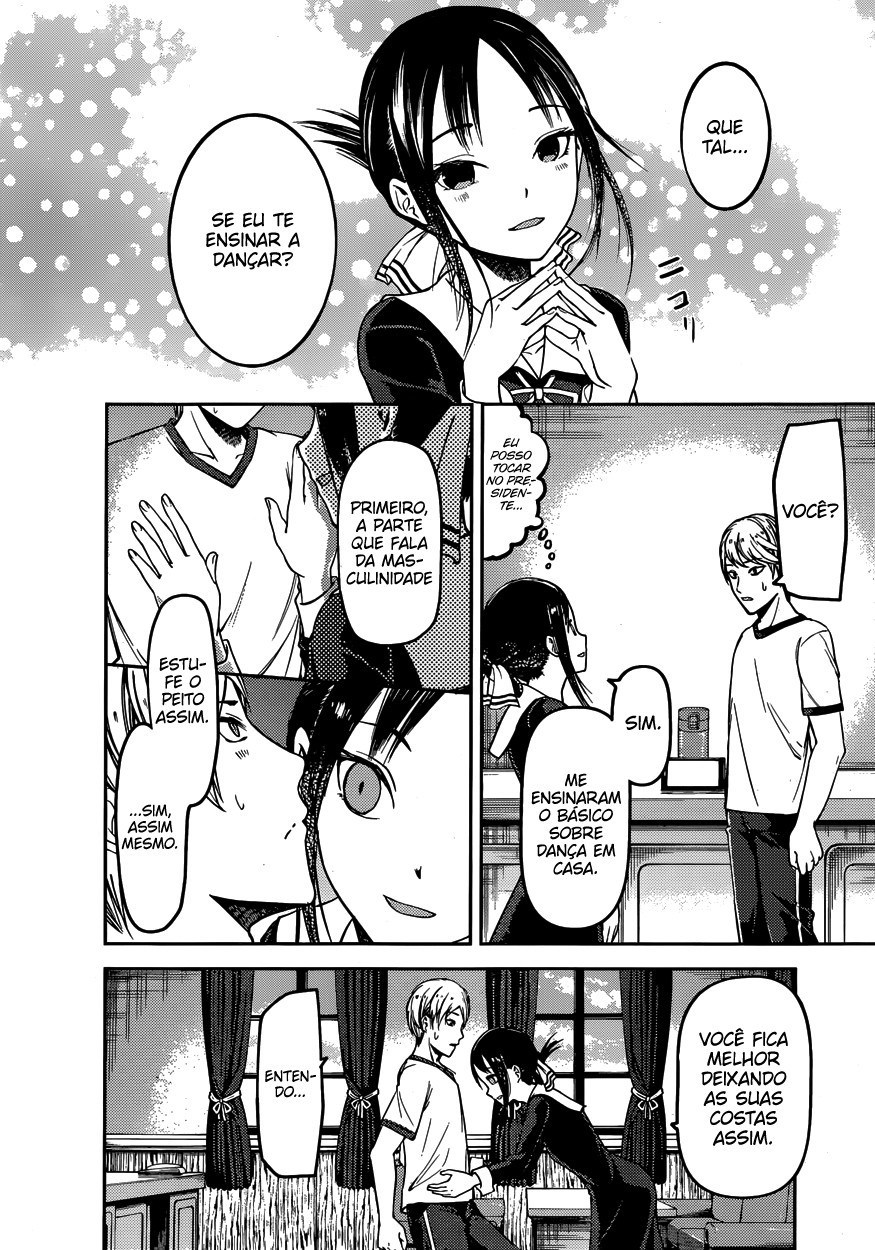 QUE
TAL...
SE EU TE
ENSINAR A
DANÇAR?
ニコリ
VOCÊ?
EU
POSSO
TOCAR
NO PRE-
SIDEN-
TE...
SIM.
ME
ENSINARAM
O BÁSICO
SOBRE
DANÇA EM
CASA.
PRIMEIRO,
A PARTE
QUE FALA
DA MAS-
CULINIDADE
ESTU-
FE O
PEITO
ASSIM.
...SIM,
ASSIM
MESMO.
VOCÊ FICA
MELHOR
DEIXANDO
AS SUAS
COSTAS
ASSIM.
ENTEN-
DO...